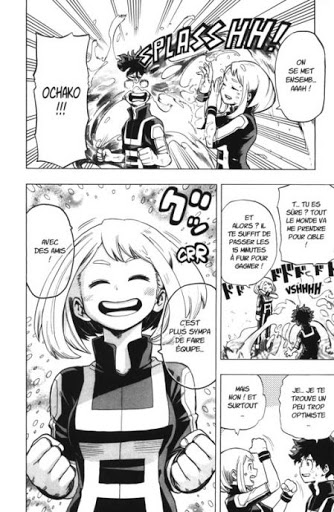 ON
SE MET
ENSEMB...
AAAH !
SPLASSHH!!
OCHAKO
!!!
T... TU ES
SÛRE ? TOUT
LE MONDE VA
ME PRENDRE
POUR CIBLE !
ET
ALORS ? IL
TE SUFFIT DE
PASSER LES
15 MINUTES
À FUIR POUR
GAGNER !
VSHHHH
JE... JE TE
TROUVE UN
PEU TROP
OPTIMISTE
MAIS
NON ! ET
SURTOUT
...
グッ
GRR
C'EST
PLUS SYMPA
DE FAIRE
ÉQUIPE...
AVEC
DES AMIS
!